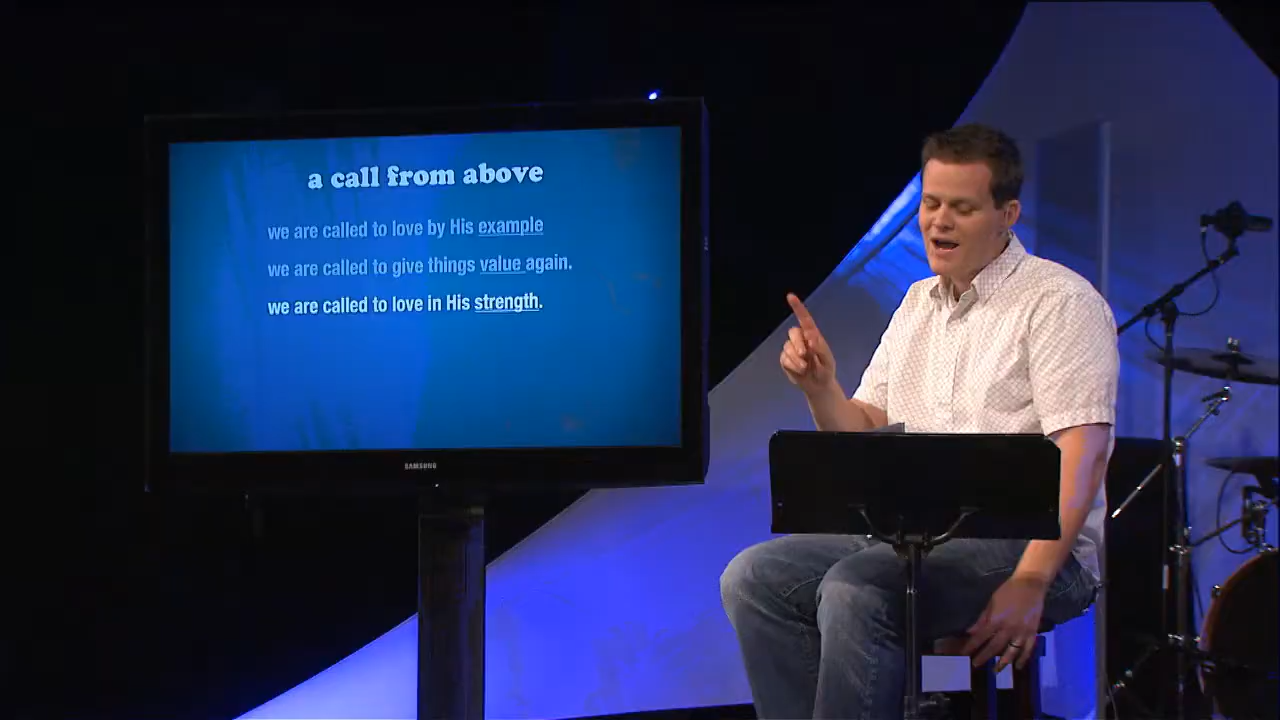 a call from above
we are called to love by His example
we are called to give things value again.
we are called to love in His strength.
SAMSUNG